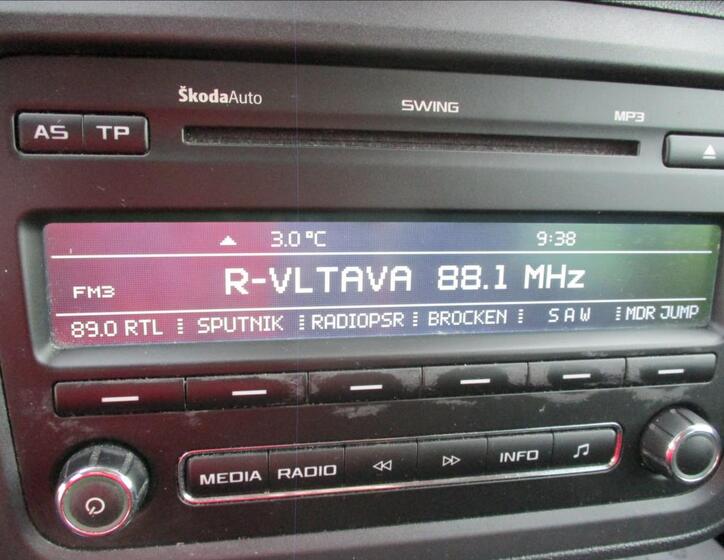 ŠkodaAuto SWING MP3
AS TP
3.0°C 9:38
FM3 R-VLTAVA 88.1 MHz
89.0 RTL SPUTNIK RADIOPSR BROCKEN SAW MDR JUMP
MEDIA RADIO INFO